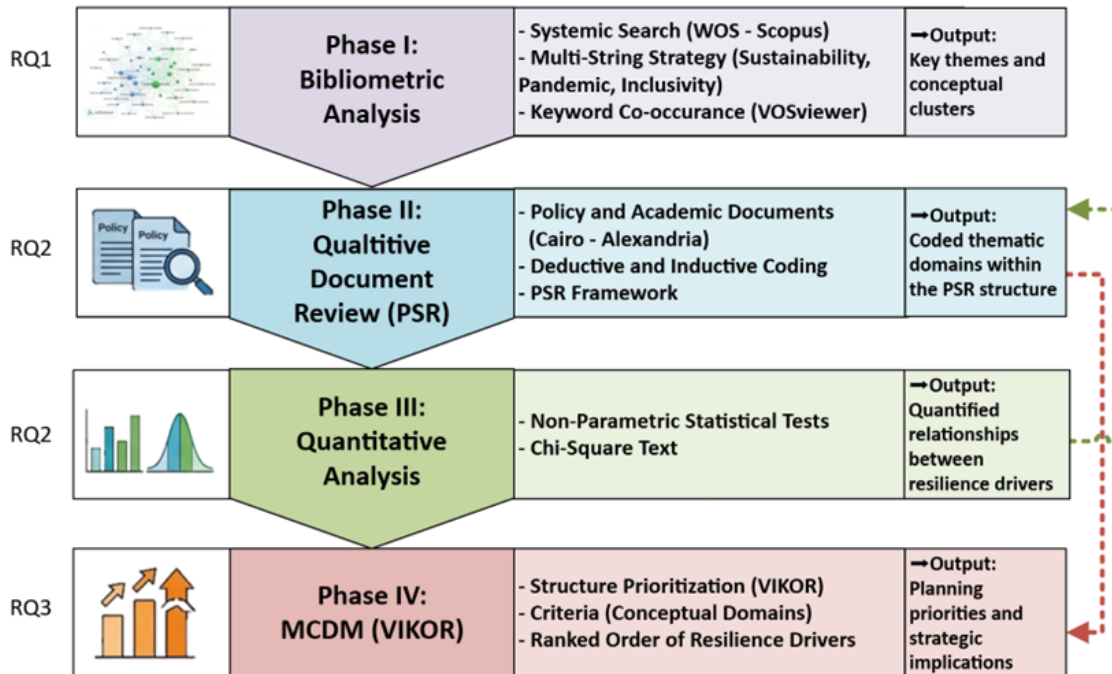 RQ1
Phase I:
Bibliometric
Analysis
- Systemic Search (WOS - Scopus)
- Multi-String Strategy (Sustainability,
Pandemic, Inclusivity)
- Keyword Co-occurance (VOSviewer)
➞Output:
Key themes and
conceptual
clusters
RQ2
Policy
Policy
Phase II:
Qualtitive
Document
Review (PSR)
- Policy and Academic Documents
(Cairo - Alexandria)
- Deductive and Inductive Coding
- PSR Framework
➞Output:
Coded thematic
domains within
the PSR structure
RQ2
Phase III:
Quantitative
Analysis
- Non-Parametric Statistical Tests
- Chi-Square Text
➞Output:
Quantified
relationships
between
resilience drivers
RQ3
Phase IV:
MCDM (VIKOR)
- Structure Prioritization (VIKOR)
- Criteria (Conceptual Domains)
- Ranked Order of Resilience Drivers
➞Output:
Planning
priorities and
strategic
implications